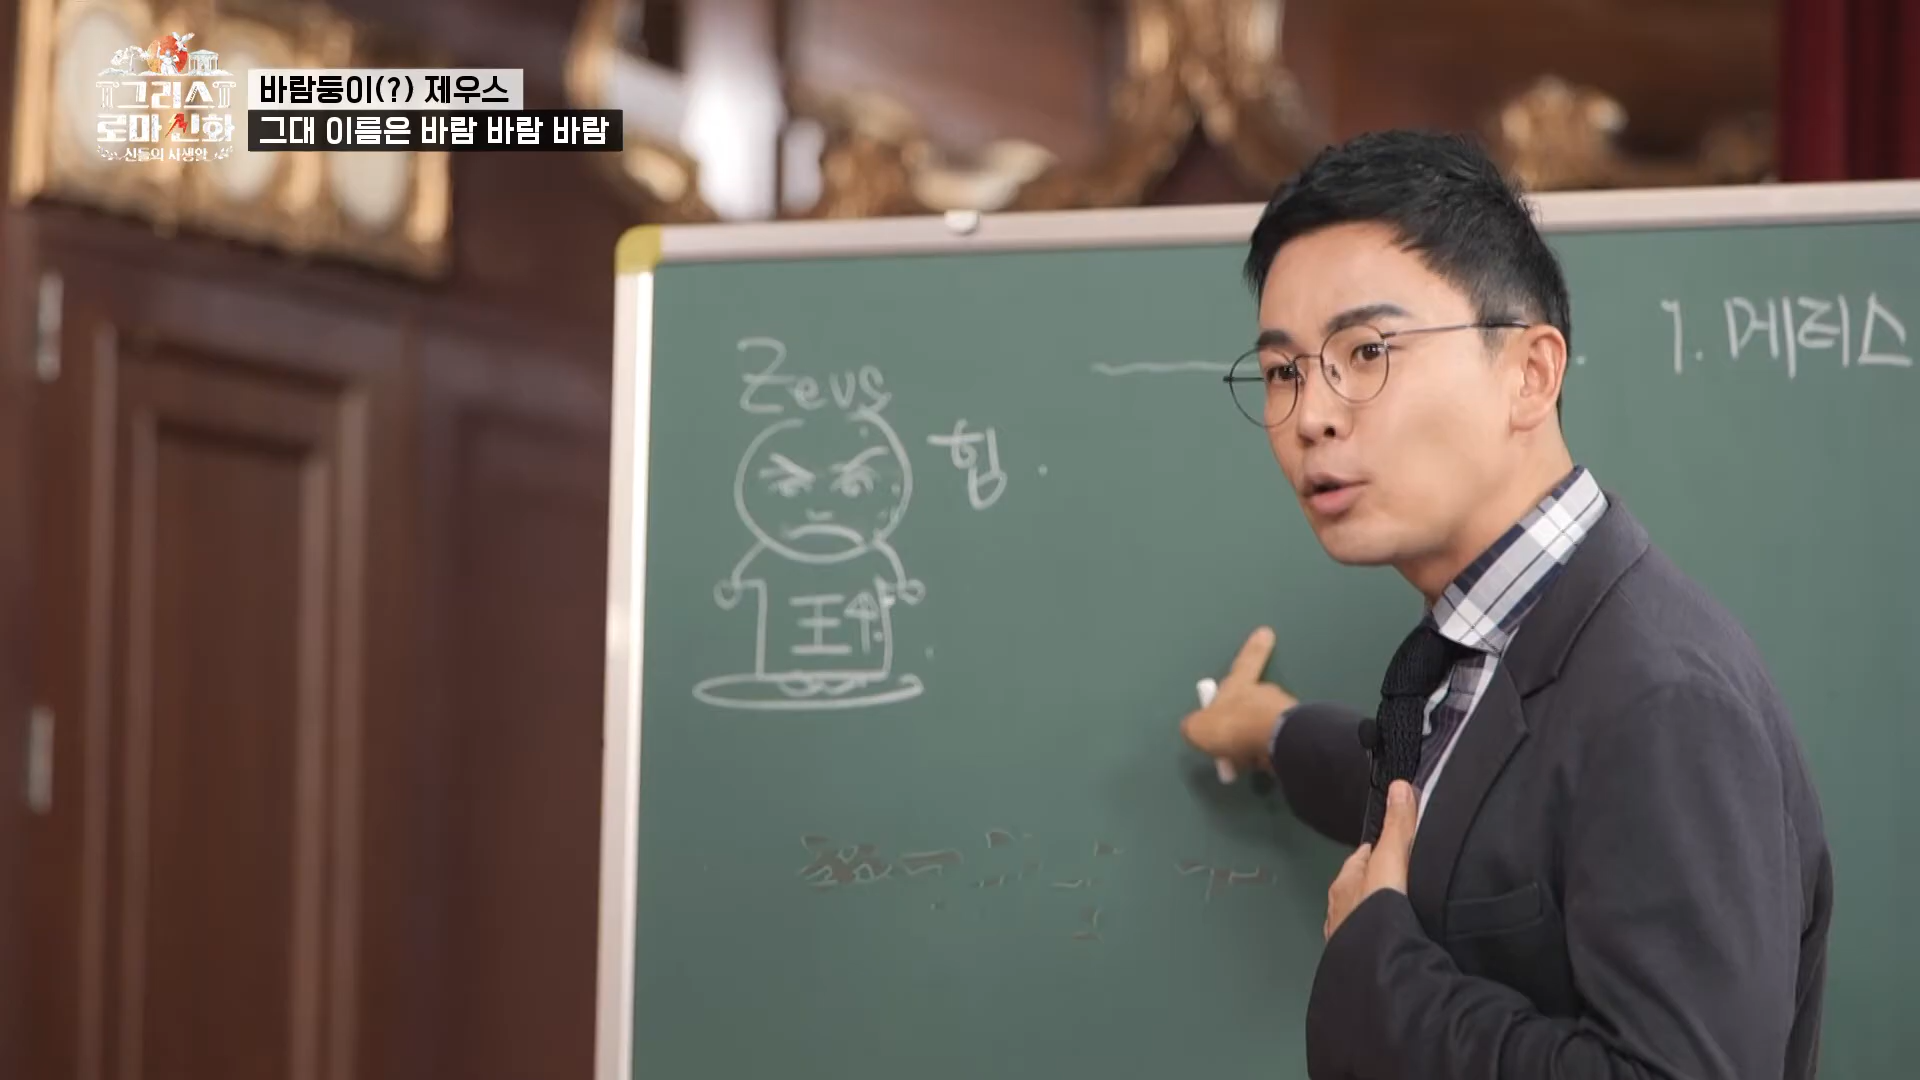 그리스
로마 신화
신들의 사생활
바람둥이(?) 제우스
그대 이름은 바람 바람 바람
Zeus
힘.
王
1. 메티스